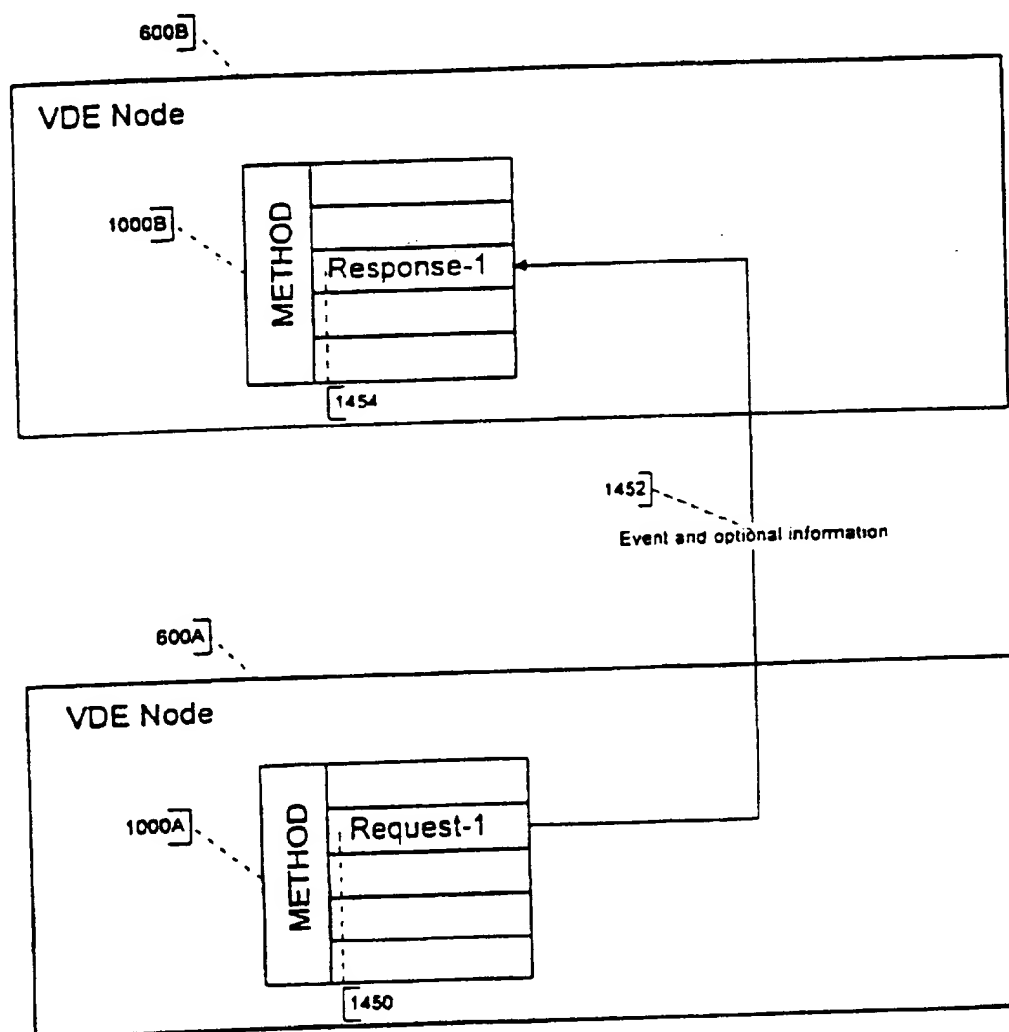 600B
VDE Node
1000B
METHOD
Response-1
1454
1452
Event and optional information
600A
VDE Node
1000A
METHOD
Request-1
1450